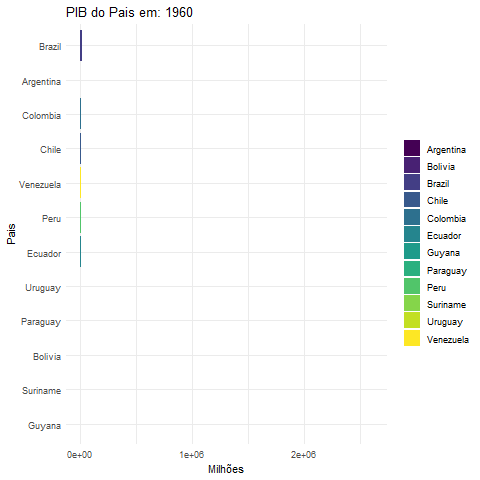 PIB do Pais em: 1960
Brazil
Argentina
Colombia
Chile
Venezuela
Peru
Ecuador
Uruguay
Paraguay
Bolivia
Suriname
Guyana
Pais
0e+00 1e+06 2e+06
Milhões
Argentina
Bolivia
Brazil
Chile
Colombia
Ecuador
Guyana
Paraguay
Peru
Suriname
Uruguay
Venezuela